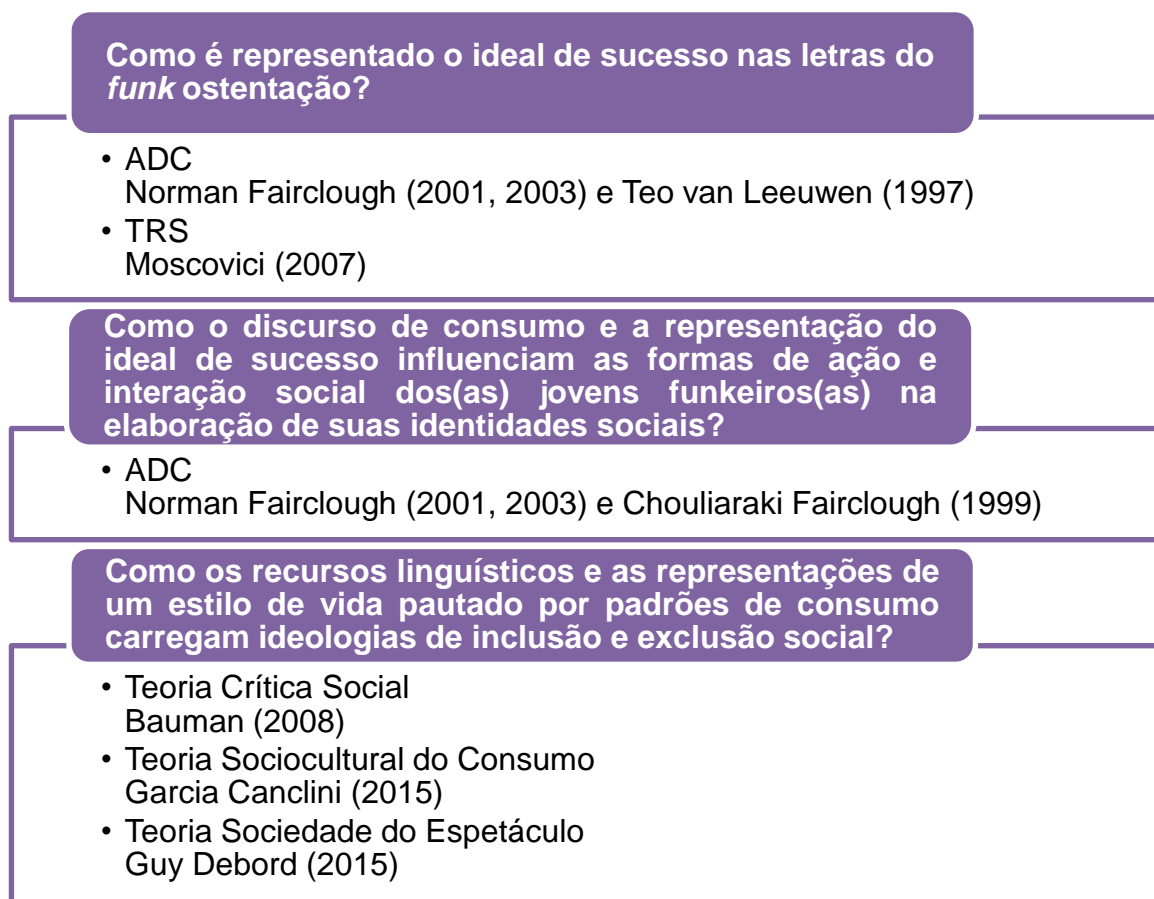 Como é representado o ideal de sucesso nas letras do
funk ostentação?
• ADC
Norman Fairclough (2001, 2003) e Teo van Leeuwen (1997)
• TRS
Moscovici (2007)
Como o discurso de consumo e a representação do
ideal de sucesso influenciam as formas de ação e
interação social dos(as) jovens funkeiros(as) na
elaboração de suas identidades sociais?
• ADC
Norman Fairclough (2001, 2003) e Chouliaraki Fairclough (1999)
Como os recursos linguísticos e as representações de
um estilo de vida pautado por padrões de consumo
carregam ideologias de inclusão e exclusão social?
• Teoria Crítica Social
Bauman (2008)
• Teoria Sociocultural do Consumo
Garcia Canclini (2015)
• Teoria Sociedade do Espetáculo
Guy Debord (2015)